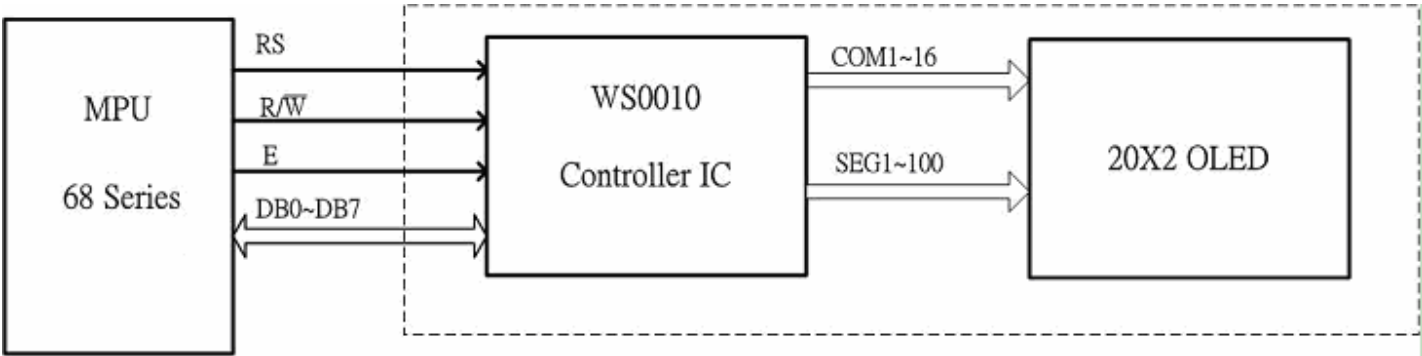 MPU
68 Series
RS
R/W̅
E
DB0~DB7
WS0010
Controller IC
COM1~16
SEG1~100
20X2 OLED